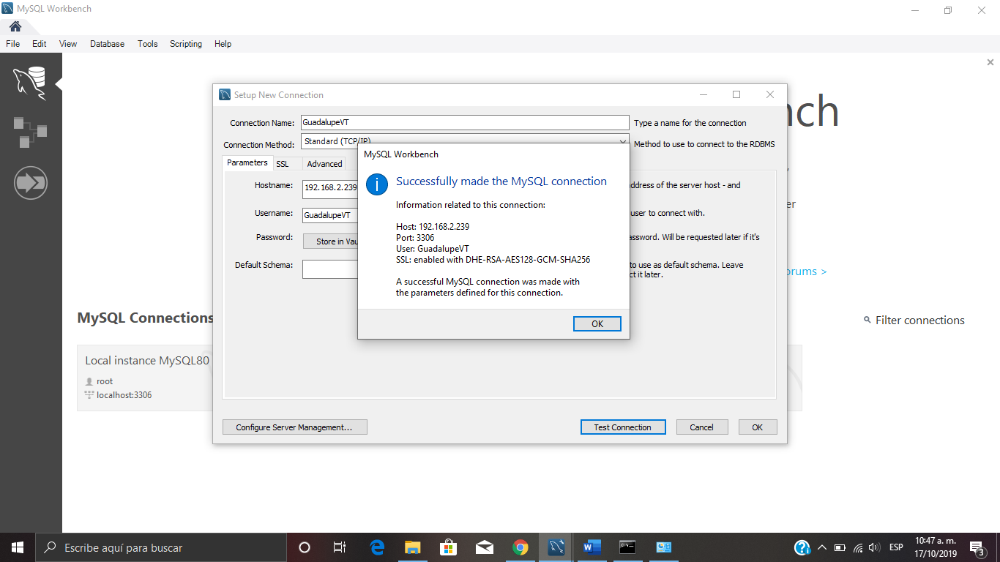 MySQL Workbench
File Edit View Database Tools Scripting Help
nch
Setup New Connection
Connection Name: GuadalupeVT Type a name for the connection
Connection Method: Standard (TCP/IP) Method to use to connect to the RDBMS
Parameters SSL Advanced
MySQL Workbench
Successfully made the MySQL connection
Information related to this connection:
Host: 192.168.2.239
Port: 3306
User: GuadalupeVT
SSL: enabled with DHE-RSA-AES128-GCM-SHA256
A successful MySQL connection was made with
the parameters defined for this connection.
OK
Hostname: 192.168.2.239 ddress of the server host - and
Username: GuadalupeVT user to connect with.
Password: Store in Vau assword. Will be requested later if it's
Default Schema: to use as default schema. Leave
ct it later.
er
orums >
MySQL Connections
Filter connections
Local instance MySQL80
root
localhost:3306
Configure Server Management... Test Connection Cancel OK
Escribe aquí para buscar
ESP
10:47 a. m.
17/10/2019
3